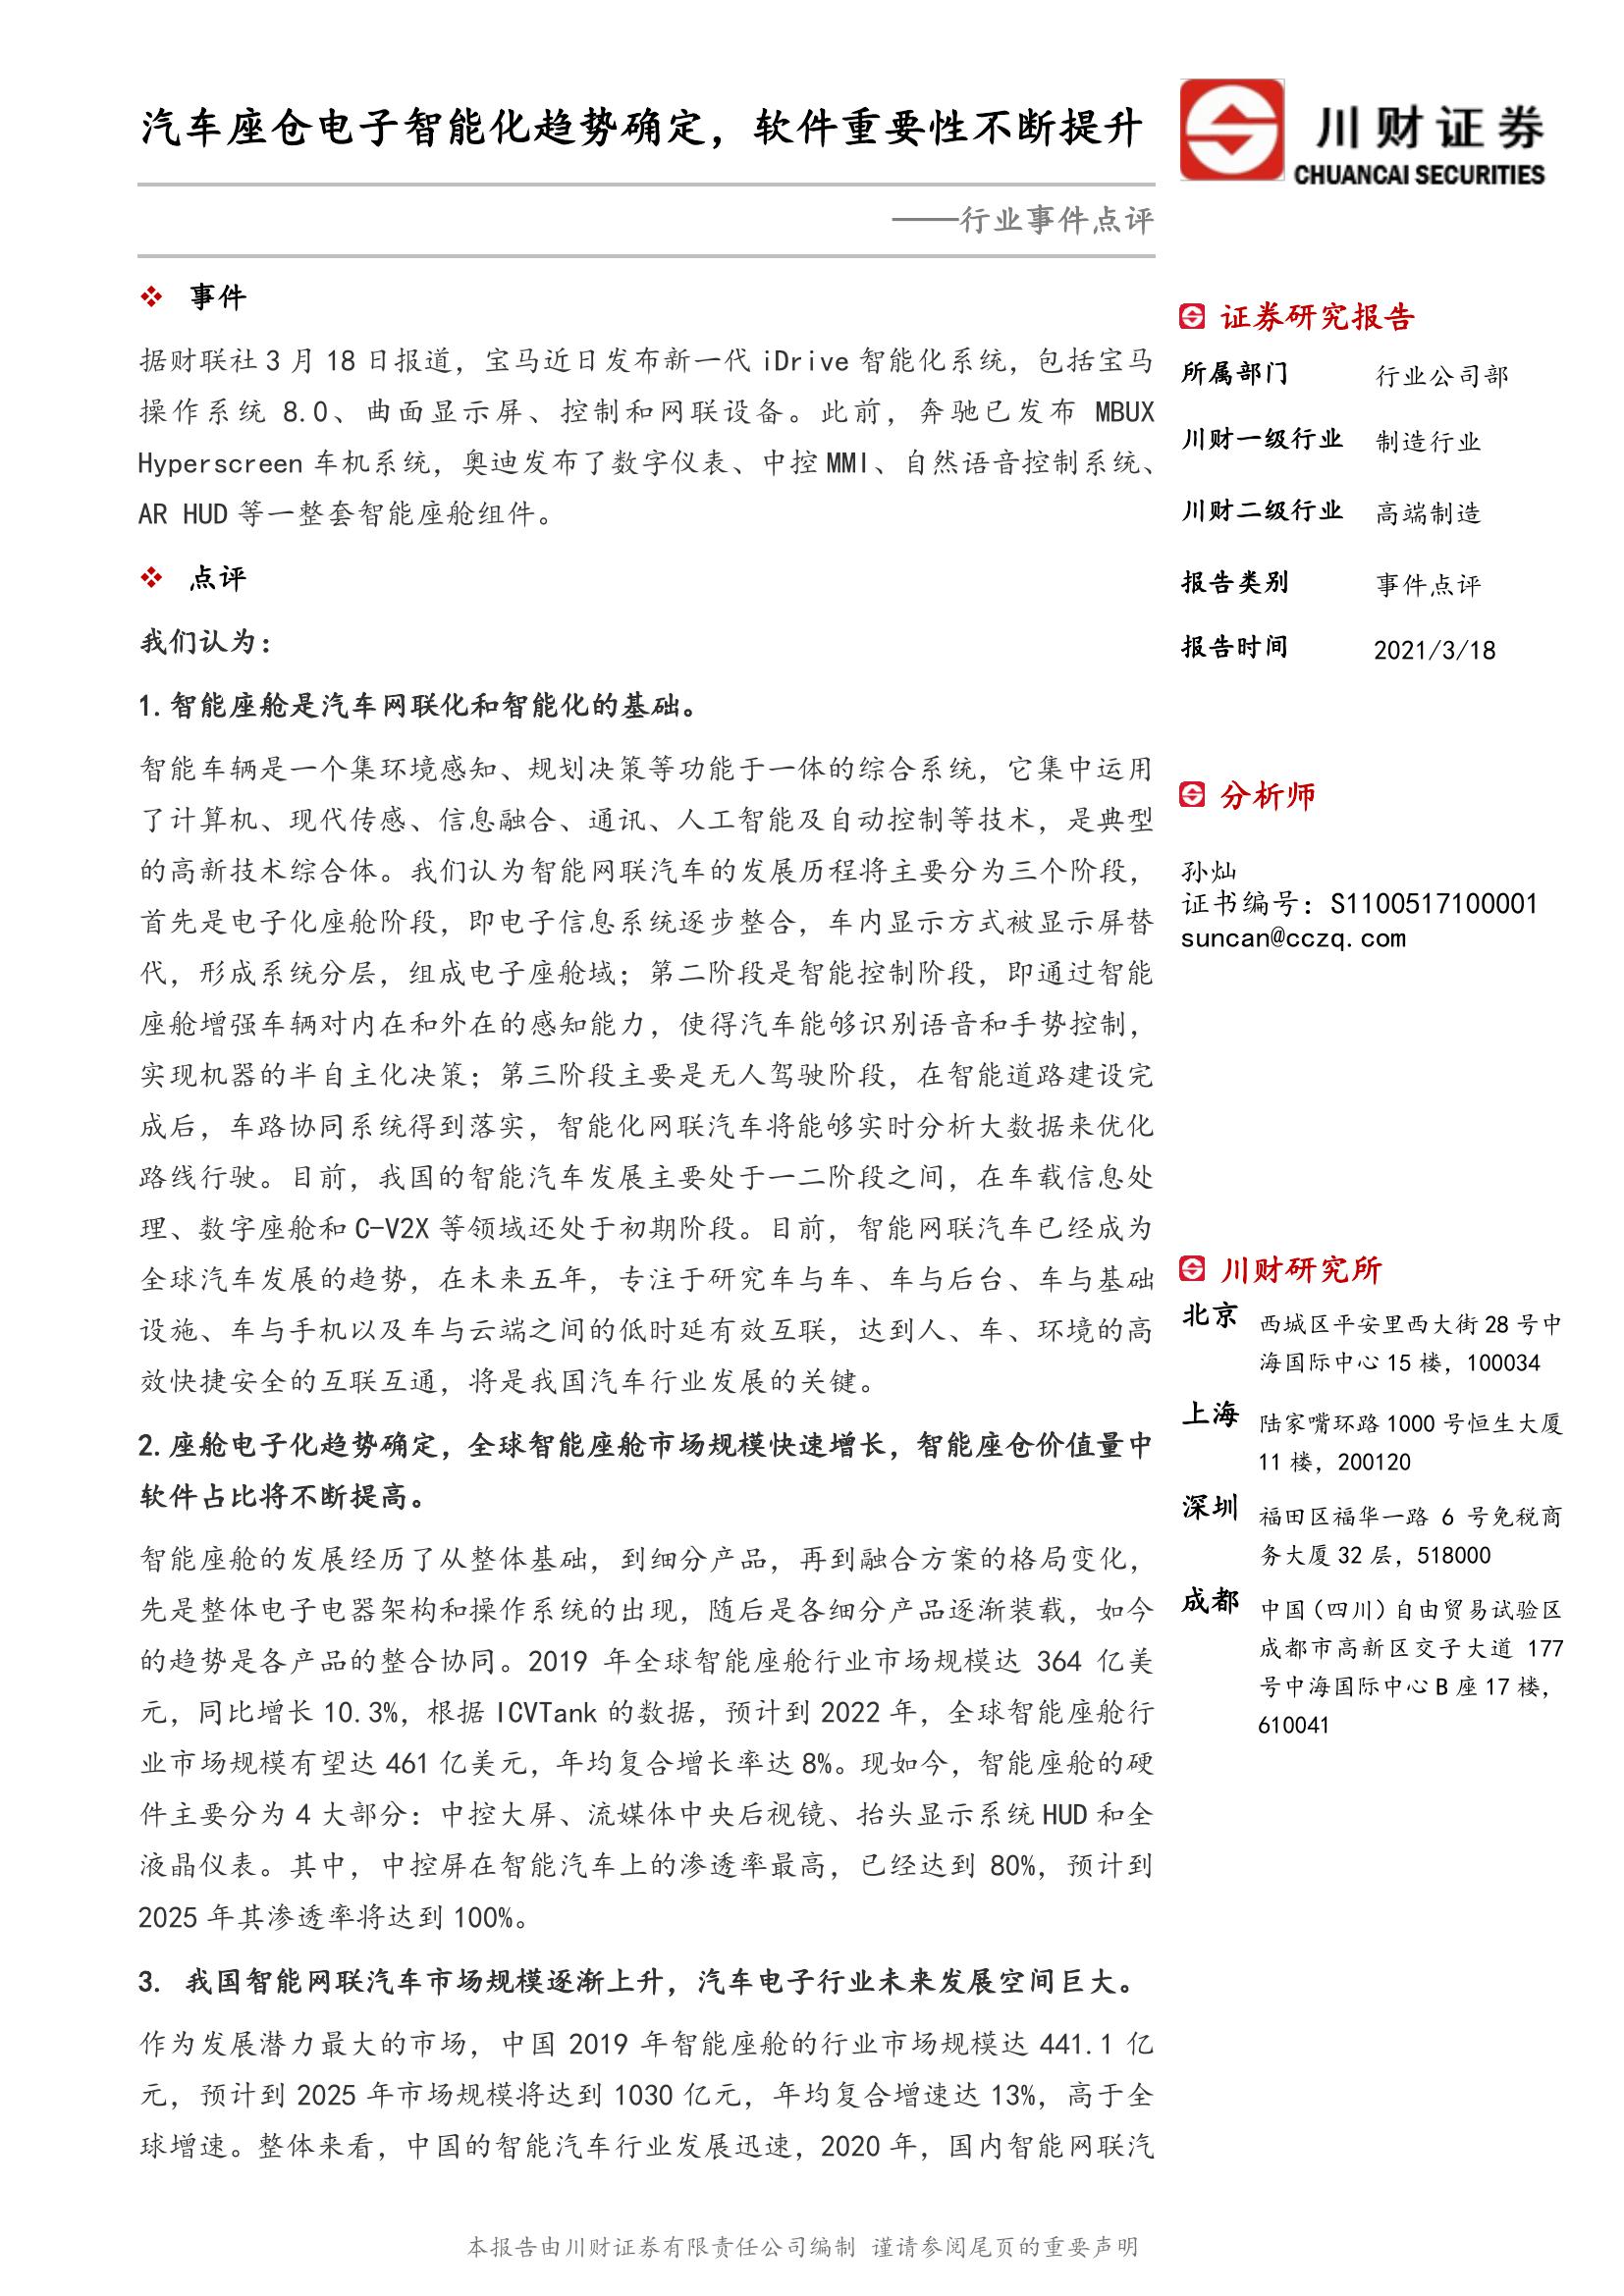 汽车座仓电子智能化趋势确定，软件重要性不断提升
川财证券
CHUANCAI SECURITIES
——行业事件点评
事件
据财联社 3 月 18 日报道，宝马近日发布新一代 iDrive 智能化系统，包括宝马
操作系统 8.0、曲面显示屏、控制和网联设备。此前，奔驰已发布 MBUX
Hyperscreen 车机系统，奥迪发布了数字仪表、中控 MMI、自然语音控制系统、
AR HUD 等一整套智能座舱组件。
点评
我们认为：
1.智能座舱是汽车网联化和智能化的基础。
智能车辆是一个集环境感知、规划决策等功能于一体的综合系统，它集中运用
了计算机、现代传感、信息融合、通讯、人工智能及自动控制等技术，是典型
的高新技术综合体。我们认为智能网联汽车的发展历程将主要分为三个阶段，
首先是电子化座舱阶段，即电子信息系统逐步整合，车内显示方式被显示屏替
代，形成系统分层，组成电子座舱域；第二阶段是智能控制阶段，即通过智能
座舱增强车辆对内在和外在的感知能力，使得汽车能够识别语音和手势控制，
实现机器的半自主化决策；第三阶段主要是无人驾驶阶段，在智能道路建设完
成后，车路协同系统得到落实，智能化网联汽车将能够实时分析大数据来优化
路线行驶。目前，我国的智能汽车发展主要处于一二阶段之间，在车载信息处
理、数字座舱和 C-V2X 等领域还处于初期阶段。目前，智能网联汽车已经成为
全球汽车发展的趋势，在未来五年，专注于研究车与车、车与后台、车与基础
设施、车与手机以及车与云端之间的低时延有效互联，达到人、车、环境的高
效快捷安全的互联互通，将是我国汽车行业发展的关键。
2.座舱电子化趋势确定，全球智能座舱市场规模快速增长，智能座仓价值量中
软件占比将不断提高。
智能座舱的发展经历了从整体基础，到细分产品，再到融合方案的格局变化，
先是整体电子电器架构和操作系统的出现，随后是各细分产品逐渐装载，如今
的趋势是各产品的整合协同。2019 年全球智能座舱行业市场规模达 364 亿美
元，同比增长 10.3%，根据 ICVTank 的数据，预计到 2022 年，全球智能座舱行
业市场规模有望达 461 亿美元，年均复合增长率达 8%。现如今，智能座舱的硬
件主要分为 4 大部分：中控大屏、流媒体中央后视镜、抬头显示系统 HUD 和全
液晶仪表。其中，中控屏在智能汽车上的渗透率最高，已经达到 80%，预计到
2025 年其渗透率将达到 100%。
3. 我国智能网联汽车市场规模逐渐上升，汽车电子行业未来发展空间巨大。
作为发展潜力最大的市场，中国 2019 年智能座舱的行业市场规模达 441.1 亿
元，预计到 2025 年市场规模将达到 1030 亿元，年均复合增速达 13%，高于全
球增速。整体来看，中国的智能汽车行业发展迅速，2020 年，国内智能网联汽
证券研究报告
所属部门 行业公司部
川财一级行业 制造行业
川财二级行业 高端制造
报告类别 事件点评
报告时间 2021/3/18
分析师
孙灿
证书编号：S1100517100001
suncan@cczq.com
川财研究所
北京 西城区平安里西大街 28 号中
海国际中心 15 楼，100034
上海 陆家嘴环路 1000 号恒生大厦
11 楼，200120
深圳 福田区福华一路 6 号免税商
务大厦 32 层，518000
成都 中国（四川）自由贸易试验区
成都市高新区交子大道 177
号中海国际中心 B 座 17 楼，
610041
本报告由川财证券有限责任公司编制 谨请参阅尾页的重要声明